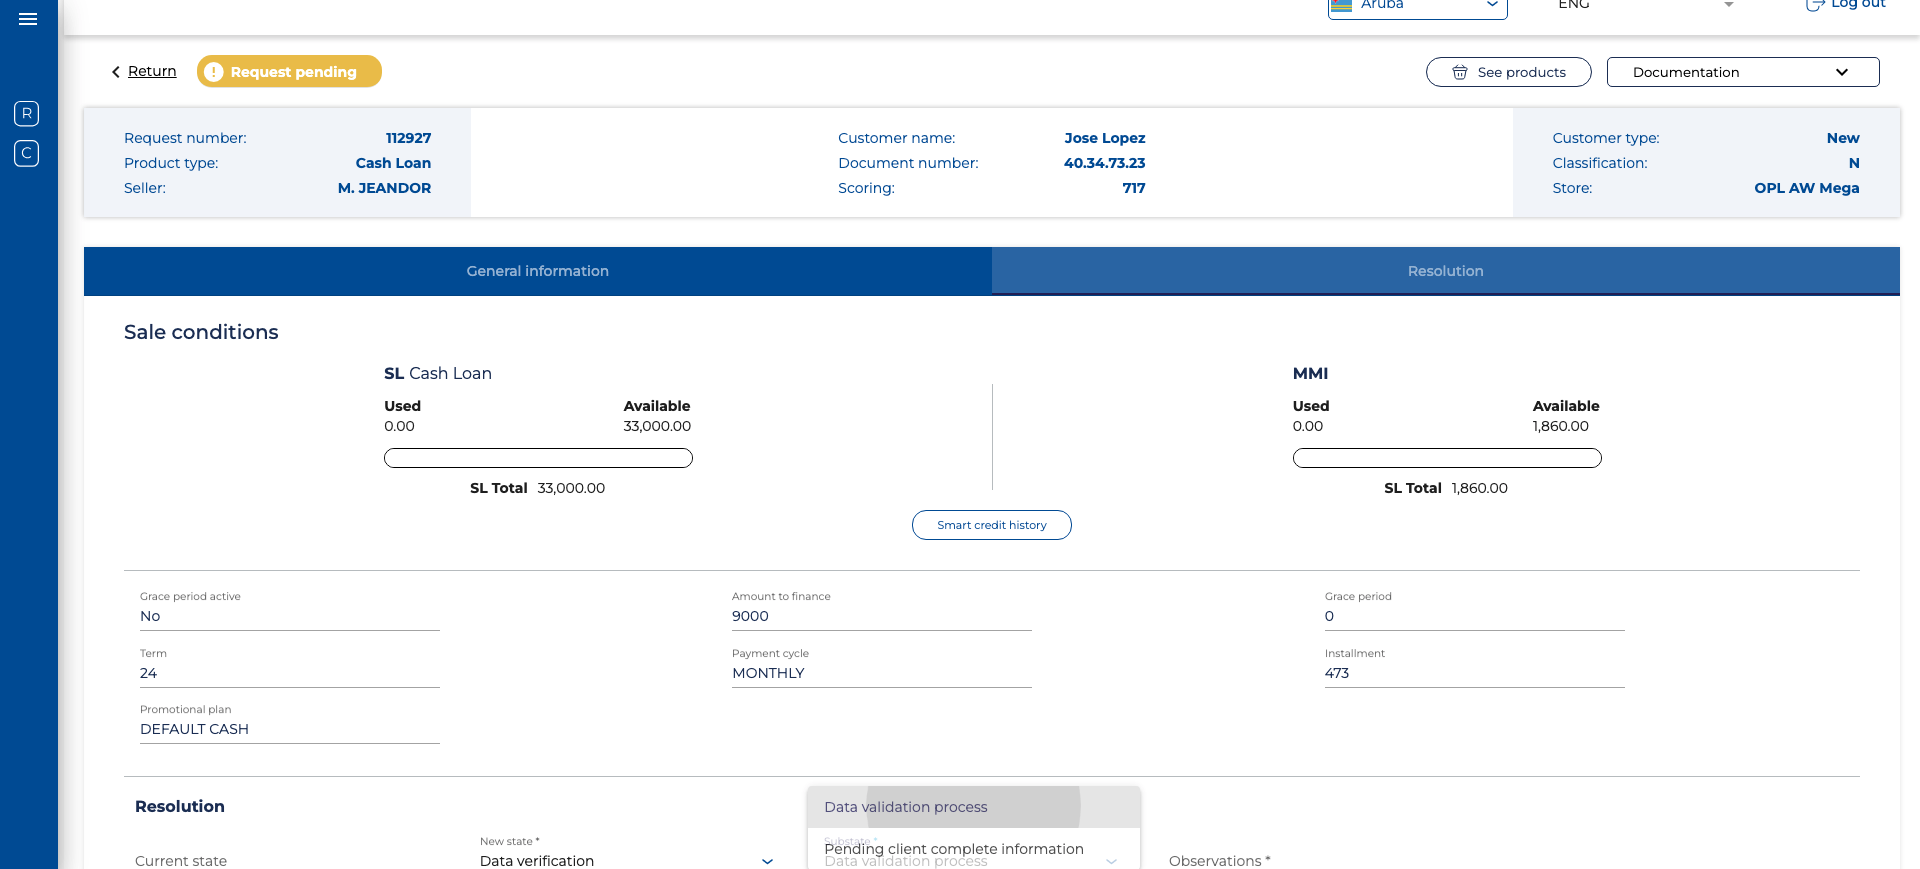 Aruba
ENG
Log out
R
C
Return
Request pending
See products
Documentation
Request number: 112927
Product type: Cash Loan
Seller: M. JEANDOR
Customer name: Jose Lopez
Document number: 40.34.73.23
Scoring: 717
Customer type: New
Classification: N
Store: OPL AW Mega
General information
Resolution
Sale conditions
SL Cash Loan
Used Available
0.00 33,000.00
SL Total 33,000.00
MMI
Used Available
0.00 1,860.00
SL Total 1,860.00
Smart credit history
Grace period active
No
Amount to finance
9000
Grace period
0
Term
24
Payment cycle
MONTHLY
Installment
473
Promotional plan
DEFAULT CASH
Resolution
Current state
New state *
Data verification
Data validation process
Substate *
Pending client complete information
Data validation process
Observations *